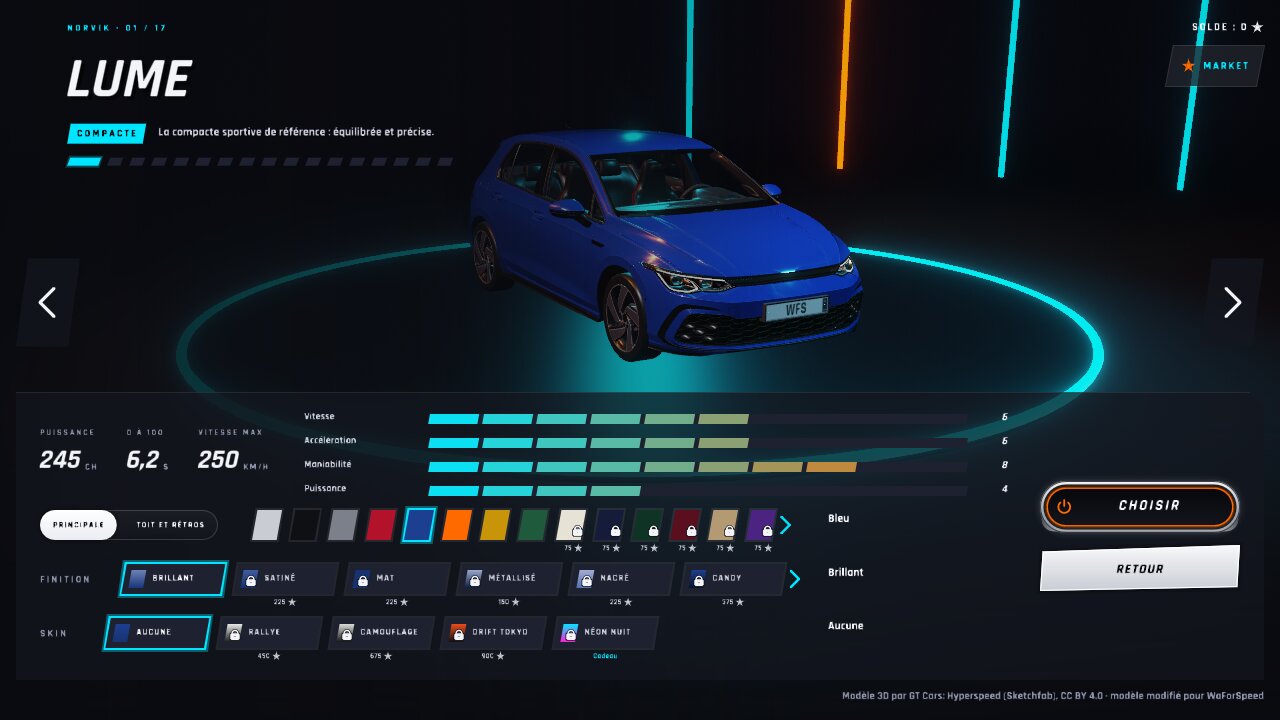 NORVIK · 01 / 17
SOLDE : 0 ★
LUME
★ MARKET
COMPACTE
La compacte sportive de référence : équilibrée et précise.
WFS
PUISSANCE
245 CH
0 À 100
6,2 S
VITESSE MAX
250 KM/H
Vitesse 6
Accélération 6
Maniabilité 8
Puissance 4
PRINCIPALE
TOIT ET RÉTROS
75 ★ 75 ★ 75 ★ 75 ★ 75 ★ 75 ★
Bleu
CHOISIR
FINITION
BRILLANT
SATINÉ
225 ★
MAT
225 ★
MÉTALLISÉ
150 ★
NACRÉ
225 ★
CANDY
375 ★
Brillant
RETOUR
SKIN
AUCUNE
RALLYE
450 ★
CAMOUFLAGE
675 ★
DRIFT TOKYO
900 ★
NÉON NUIT
Cadeau
Aucune
Modèle 3D par GT Cars: Hyperspeed (Sketchfab), CC BY 4.0 · modèle modifié pour WaForSpeed